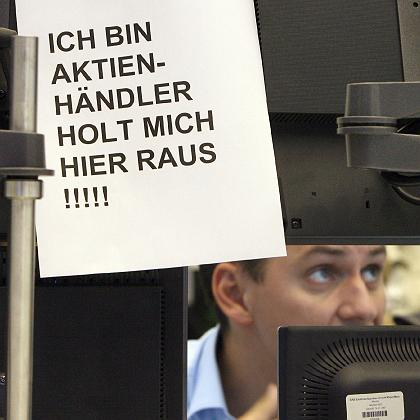 ICH BIN
AKTIEN-
HÄNDLER
HOLT MICH
HIER RAUS
!!!!!